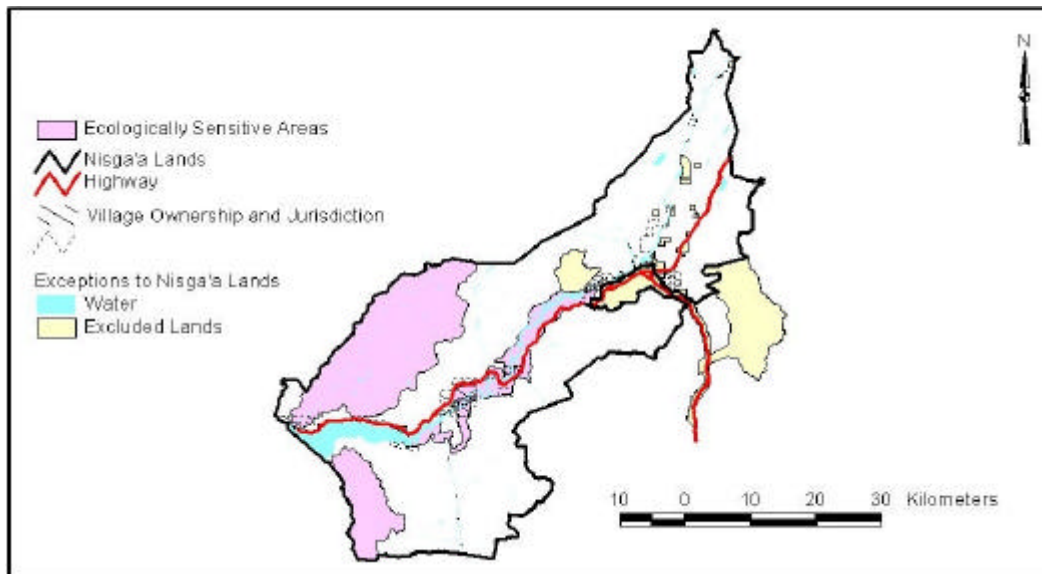 N
Ecologically Sensitive Areas
Nisga'a Lands
Highway
Village Ownership and Jurisdiction
Exceptions to Nisga'a Lands
Water
Excluded Lands
10 0 10 20 30 Kilometers